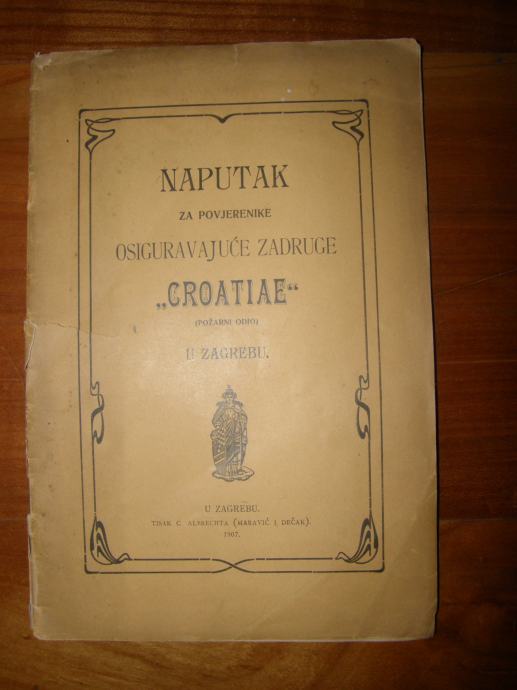 NAPUTAK
ZA POVJERENIKE
OSIGURAVAJUĆE ZADRUGE
„CROATIAE“
(POŽARNI ODIO)
U ZAGREBU.
U ZAGREBU.
TISAK C. ALBRECHTA (MARAVIĆ I DEČAK).
1907.